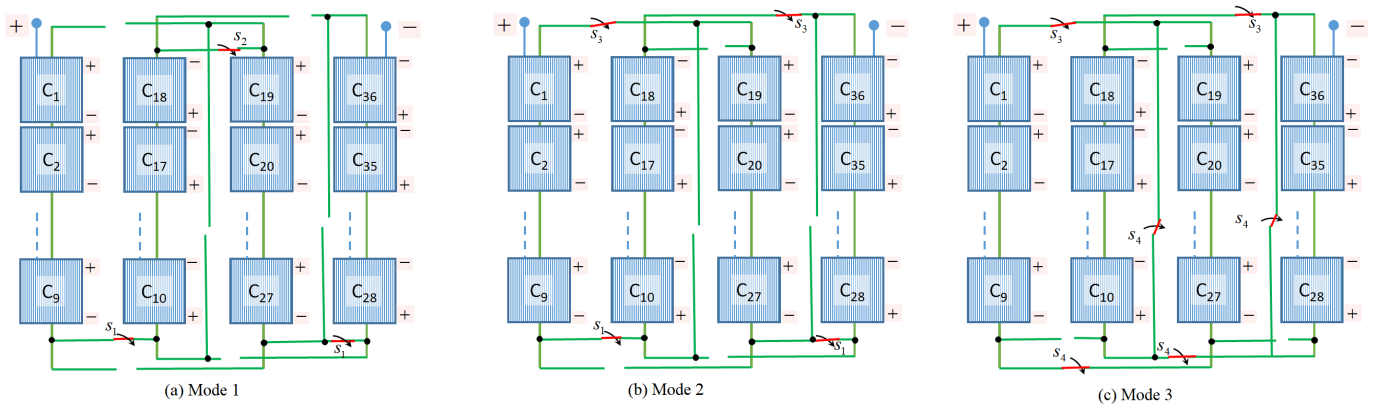 + − + − + −
S₂ S₃ S₃ S₃ S₃
+ − + − + − + − + − + −
C₁ C₁₈ C₁₉ C₃₆ C₁ C₁₈ C₁₉ C₃₆ C₁ C₁₈ C₁₉ C₃₆
− + − + − + − + − + − +
+ − + − + − + − + − + −
C₂ C₁₇ C₂₀ C₃₅ C₂ C₁₇ C₂₀ C₃₅ C₂ C₁₇ C₂₀ C₃₅
− + − + − + − + − + − +
S₄ S₄
+ − + − + − + − + − + −
C₉ C₁₀ C₂₇ C₂₈ C₉ C₁₀ C₂₇ C₂₈ C₉ C₁₀ C₂₇ C₂₈
− + − + − + − + − + − +
S₁ S₁ S₁ S₁ S₄ S₄
(a) Mode 1 (b) Mode 2 (c) Mode 3